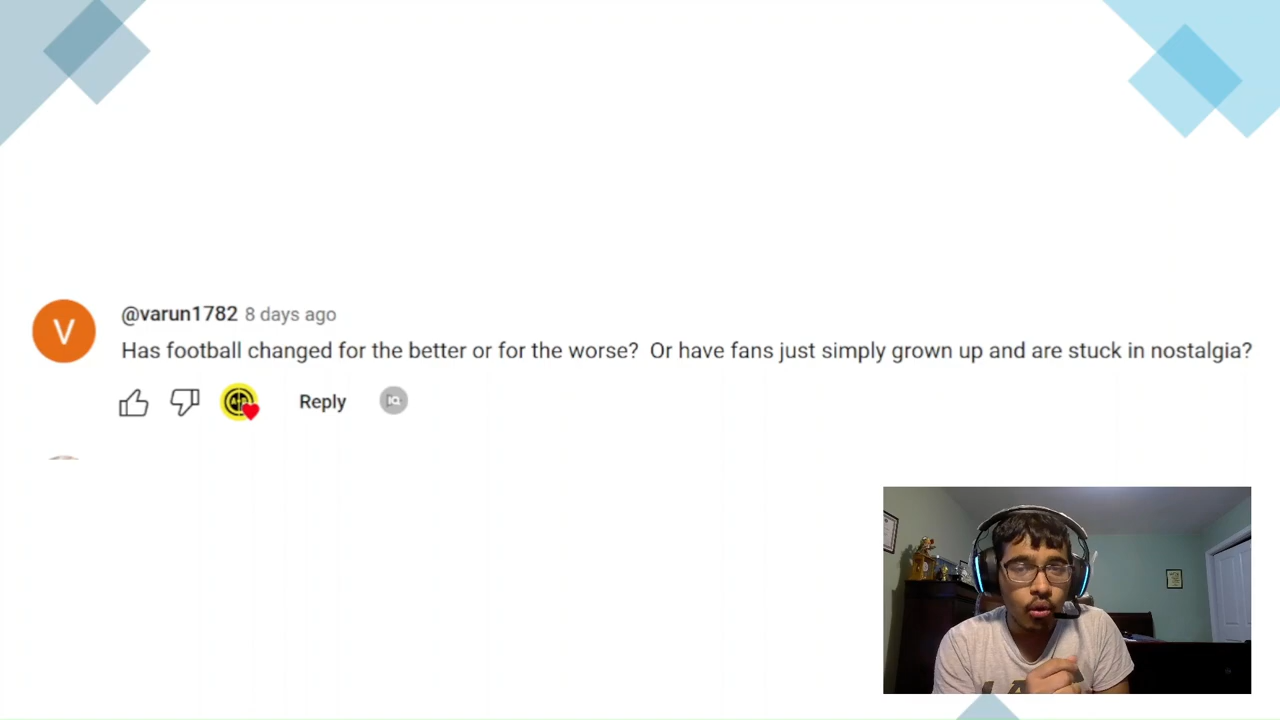 @varun1782 8 days ago
Has football changed for the better or for the worse?  Or have fans just simply grown up and are stuck in nostalgia?
Reply